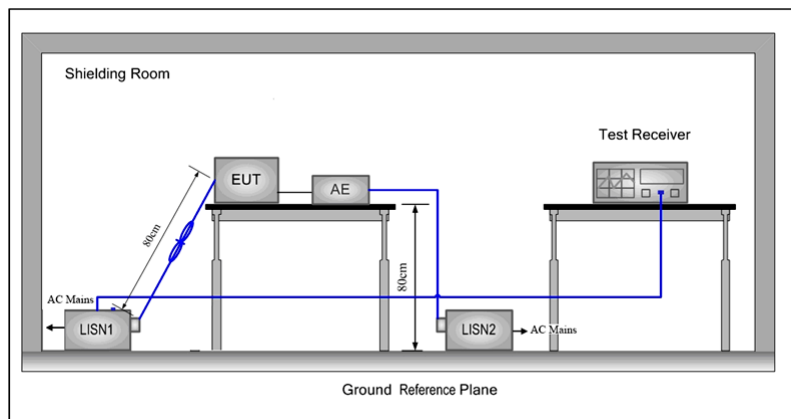 Shielding Room
Test Receiver
EUT
AE
80cm
80cm
AC Mains
LISN1
LISN2
AC Mains
Ground Reference Plane